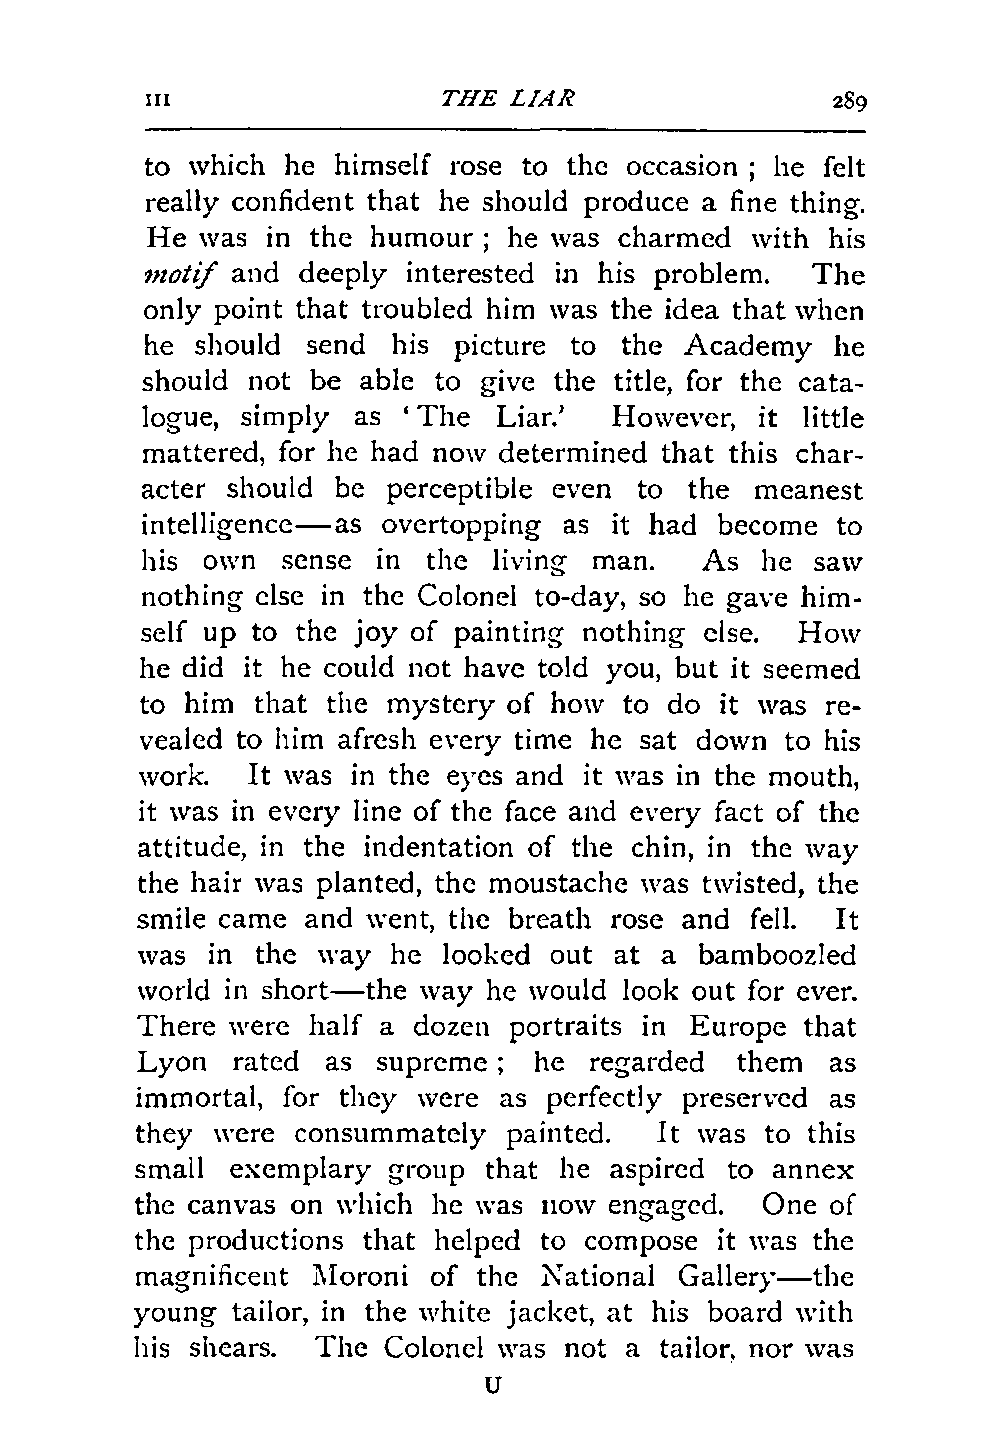 III THE LIAR 289
to which he himself rose to the occasion ; he felt
really confident that he should produce a fine thing.
He was in the humour ; he was charmed with his
motif and deeply interested in his problem. The
only point that troubled him was the idea that when
he should send his picture to the Academy he
should not be able to give the title, for the cata-
logue, simply as ‘The Liar.’ However, it little
mattered, for he had now determined that this char-
acter should be perceptible even to the meanest
intelligence—as overtopping as it had become to
his own sense in the living man. As he saw
nothing else in the Colonel to-day, so he gave him-
self up to the joy of painting nothing else. How
he did it he could not have told you, but it seemed
to him that the mystery of how to do it was re-
vealed to him afresh every time he sat down to his
work. It was in the eyes and it was in the mouth,
it was in every line of the face and every fact of the
attitude, in the indentation of the chin, in the way
the hair was planted, the moustache was twisted, the
smile came and went, the breath rose and fell. It
was in the way he looked out at a bamboozled
world in short—the way he would look out for ever.
There were half a dozen portraits in Europe that
Lyon rated as supreme ; he regarded them as
immortal, for they were as perfectly preserved as
they were consummately painted. It was to this
small exemplary group that he aspired to annex
the canvas on which he was now engaged. One of
the productions that helped to compose it was the
magnificent Moroni of the National Gallery—the
young tailor, in the white jacket, at his board with
his shears. The Colonel was not a tailor, nor was
U